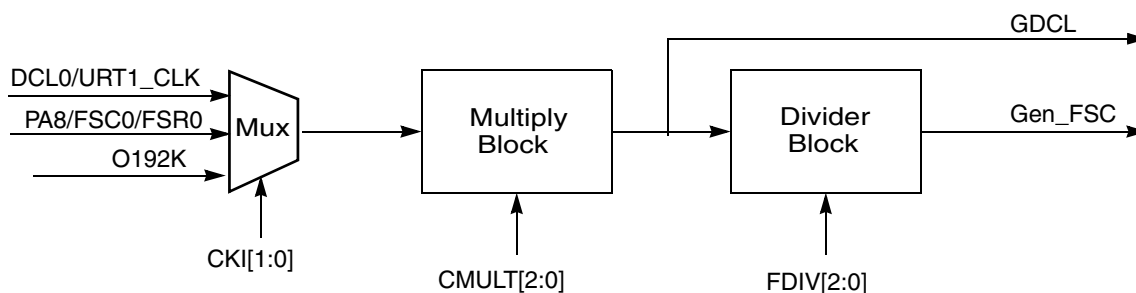 GDCL
DCL0/URT1_CLK
PA8/FSC0/FSR0
O192K
Mux
Multiply
Block
Divider
Block
Gen_FSC
CKI[1:0]
CMULT[2:0]
FDIV[2:0]